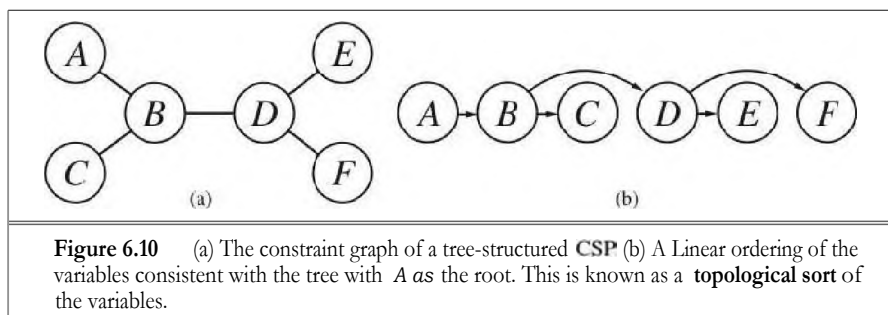 A E
B D
C F
(a)
A B C D E F
(b)
Figure 6.10 (a) The constraint graph of a tree-structured CSP (b) A Linear ordering of the
variables consistent with the tree with A as the root. This is known as a topological sort of
the variables.